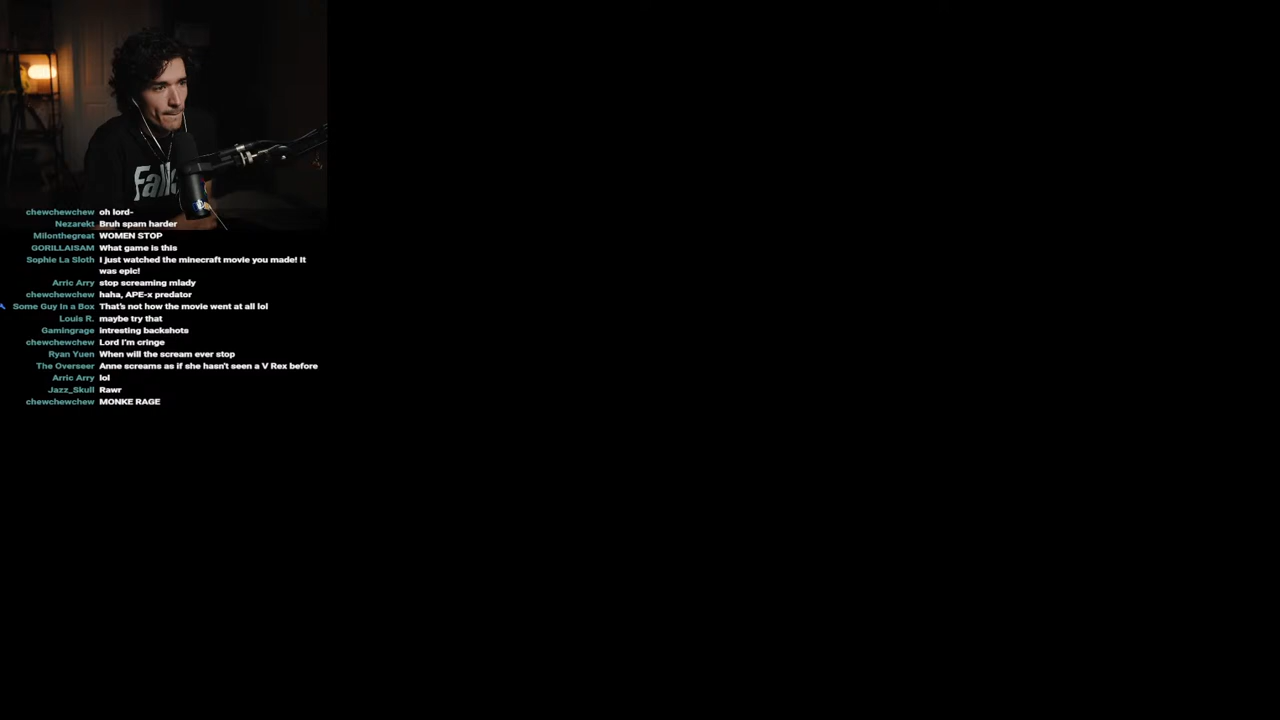 Fall
chewchewchew oh lord-
Nezarekt Bruh spam harder
Milonthegreat WOMEN STOP
GORILLAISAM What game is this
Sophie La Sloth I just watched the minecraft movie you made! It
was epic!
Arric Arry stop screaming mlady
chewchewchew haha, APE-x predator
Some Guy In a Box That's not how the movie went at all lol
Louis R. maybe try that
Gamingrage intresting backshots
chewchewchew Lord I'm cringe
Ryan Yuen When will the scream ever stop
The Overseer Anne screams as if she hasn't seen a V Rex before
Arric Arry lol
Jazz_Skull Rawr
chewchewchew MONKE RAGE